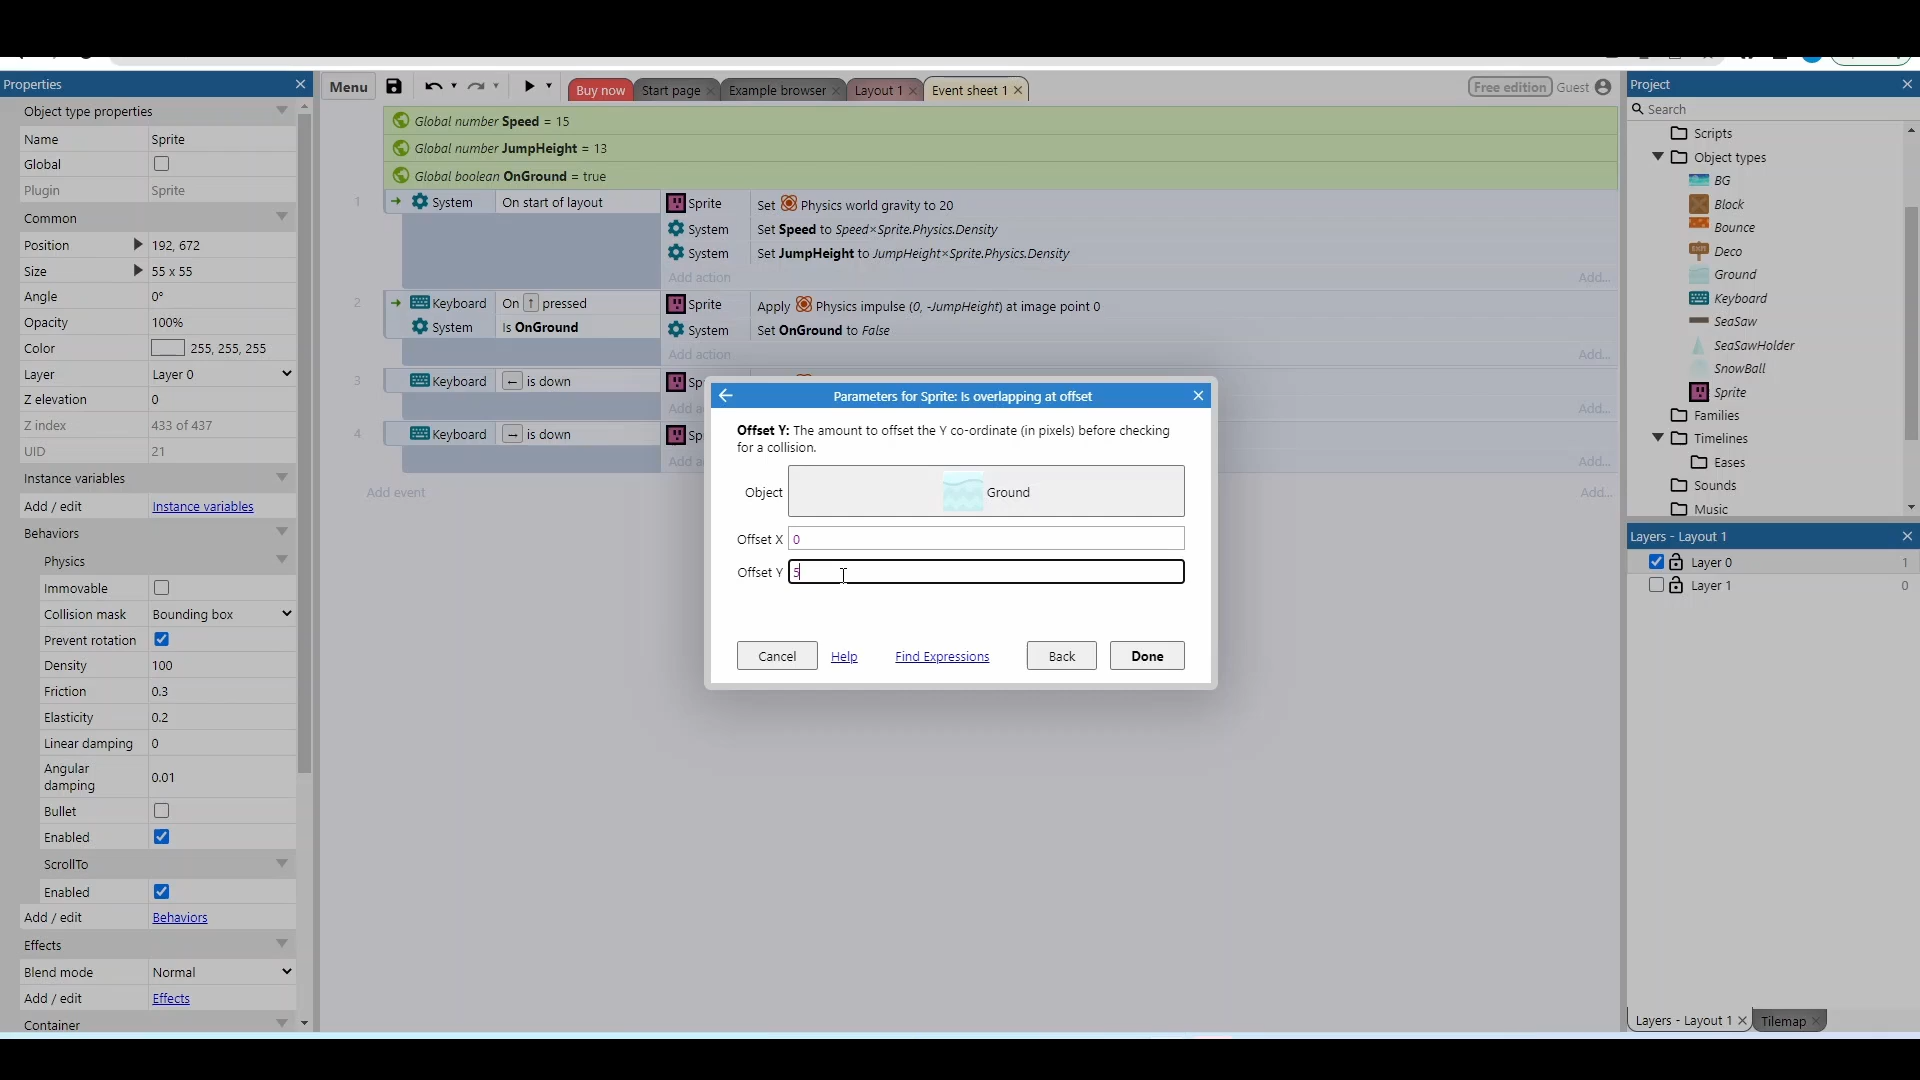 Properties
Object type properties
Name Sprite
Global
Plugin Sprite
Common
Position 192, 672
Size 55 x 55
Angle 0°
Opacity 100%
Color 255, 255, 255
Layer Layer 0
Z elevation 0
Z index 433 of 437
UID 21
Instance variables
Add / edit Instance variables
Behaviors
Physics
Immovable
Collision mask Bounding box
Prevent rotation
Density 100
Friction 0.3
Elasticity 0.2
Linear damping 0
Angular
damping 0.01
Bullet
Enabled
ScrollTo
Enabled
Add / edit Behaviors
Effects
Blend mode Normal
Add / edit Effects
Container
Menu
Buy now Start page Example browser Layout 1 Event sheet 1
Free edition Guest
Global number Speed = 15
Global number JumpHeight = 13
Global boolean OnGround = true
1 System On start of layout Sprite Set Physics world gravity to 20
System Set Speed to Speed×Sprite.Physics.Density
System Set JumpHeight to JumpHeight×Sprite.Physics.Density
Add action Add...
2 Keyboard On ↑ pressed Sprite Apply Physics impulse (0, -JumpHeight) at image point 0
System Is OnGround System Set OnGround to False
Add action Add...
3 Keyboard ← is down Sp
Add a Add...
4 Keyboard → is down Sp
Add a Add...
Add event Add...
Parameters for Sprite: Is overlapping at offset
Offset Y: The amount to offset the Y co-ordinate (in pixels) before checking
for a collision.
Object Ground
Offset X 0
Offset Y 5
Cancel Help Find Expressions Back Done
Project
Search
Scripts
Object types
BG
Block
Bounce
Deco
Ground
Keyboard
SeaSaw
SeaSawHolder
SnowBall
Sprite
Families
Timelines
Eases
Sounds
Music
Layers - Layout 1
Layer 0 1
Layer 1 0
Layers - Layout 1 Tilemap